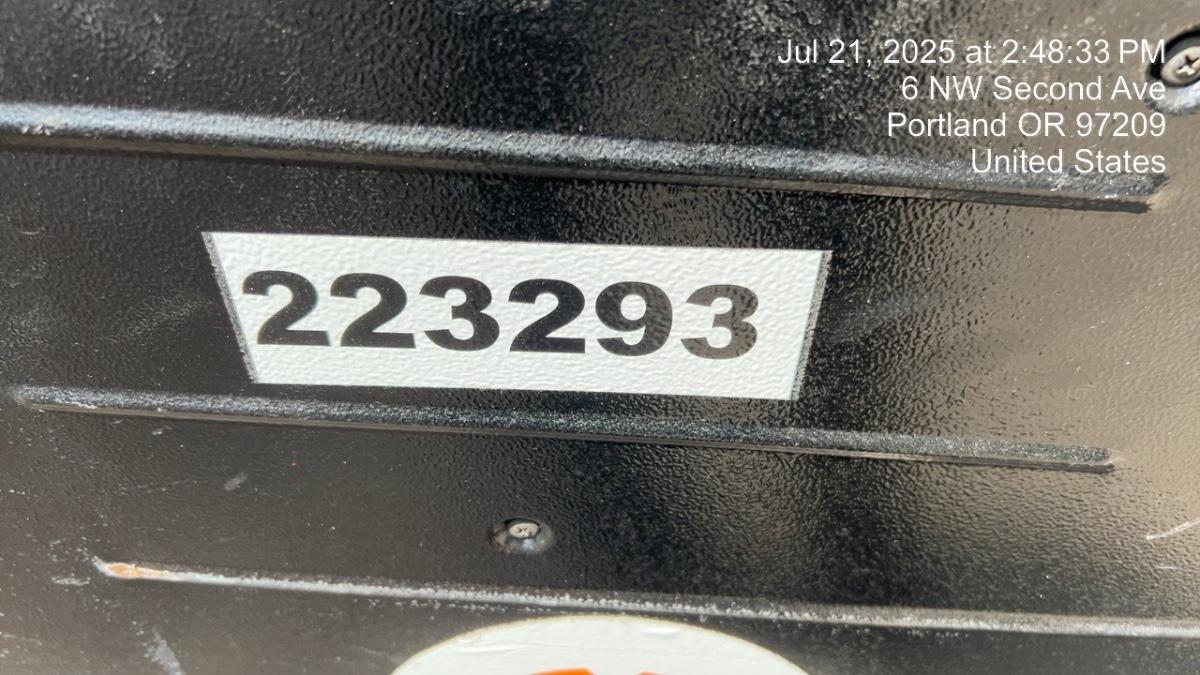 Jul 21, 2025 at 2:48:33 PM
6 NW Second Ave
Portland OR 97209
United States
223293